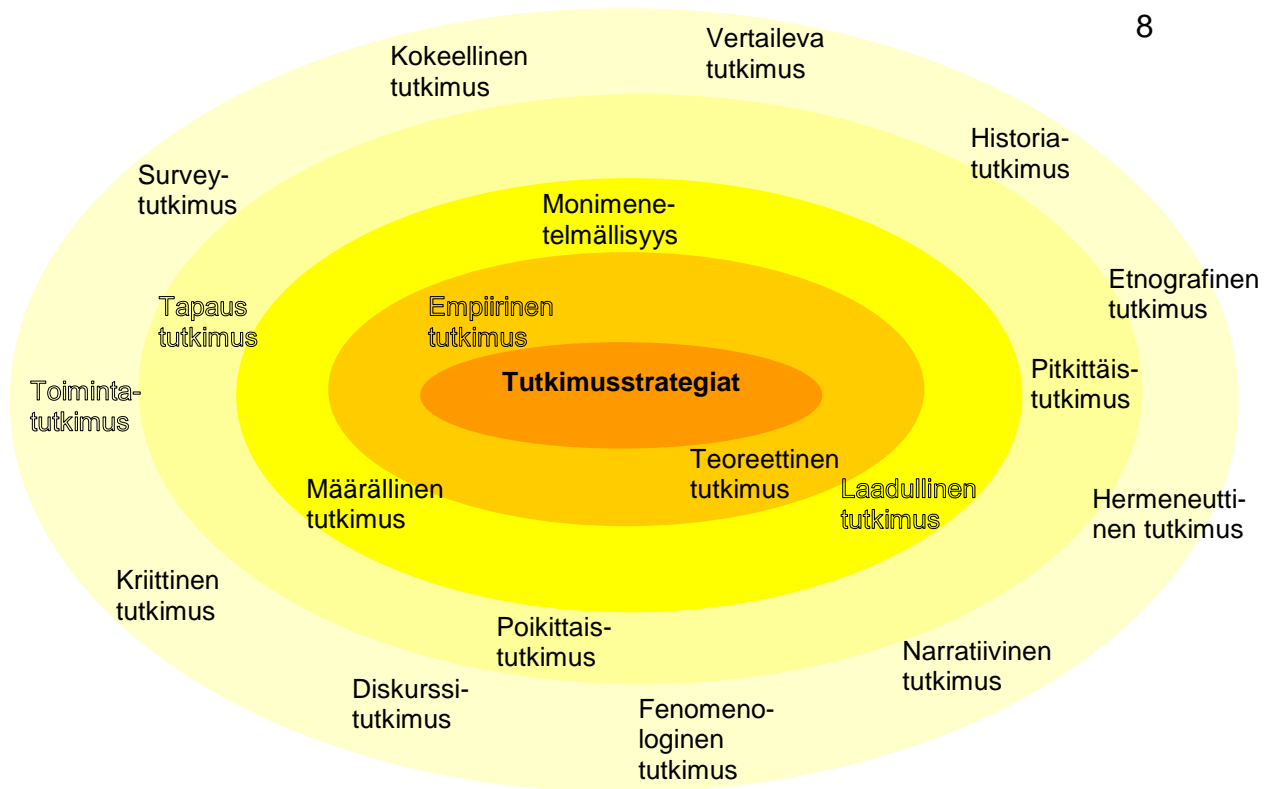 8
Kokeellinen
tutkimus
Vertaileva
tutkimus
Historia-
tutkimus
Survey-
tutkimus
Monimene-
telmällisyys
Etnografinen
tutkimus
Tapaus
tutkimus
Empiirinen
tutkimus
Tutkimusstrategiat
Pitkittäis-
tutkimus
Toiminta-
tutkimus
Teoreettinen
tutkimus
Määrällinen
tutkimus
Laadullinen
tutkimus
Hermeneutti-
nen tutkimus
Kriittinen
tutkimus
Poikittais-
tutkimus
Narratiivinen
tutkimus
Diskurssi-
tutkimus
Fenomeno-
loginen
tutkimus